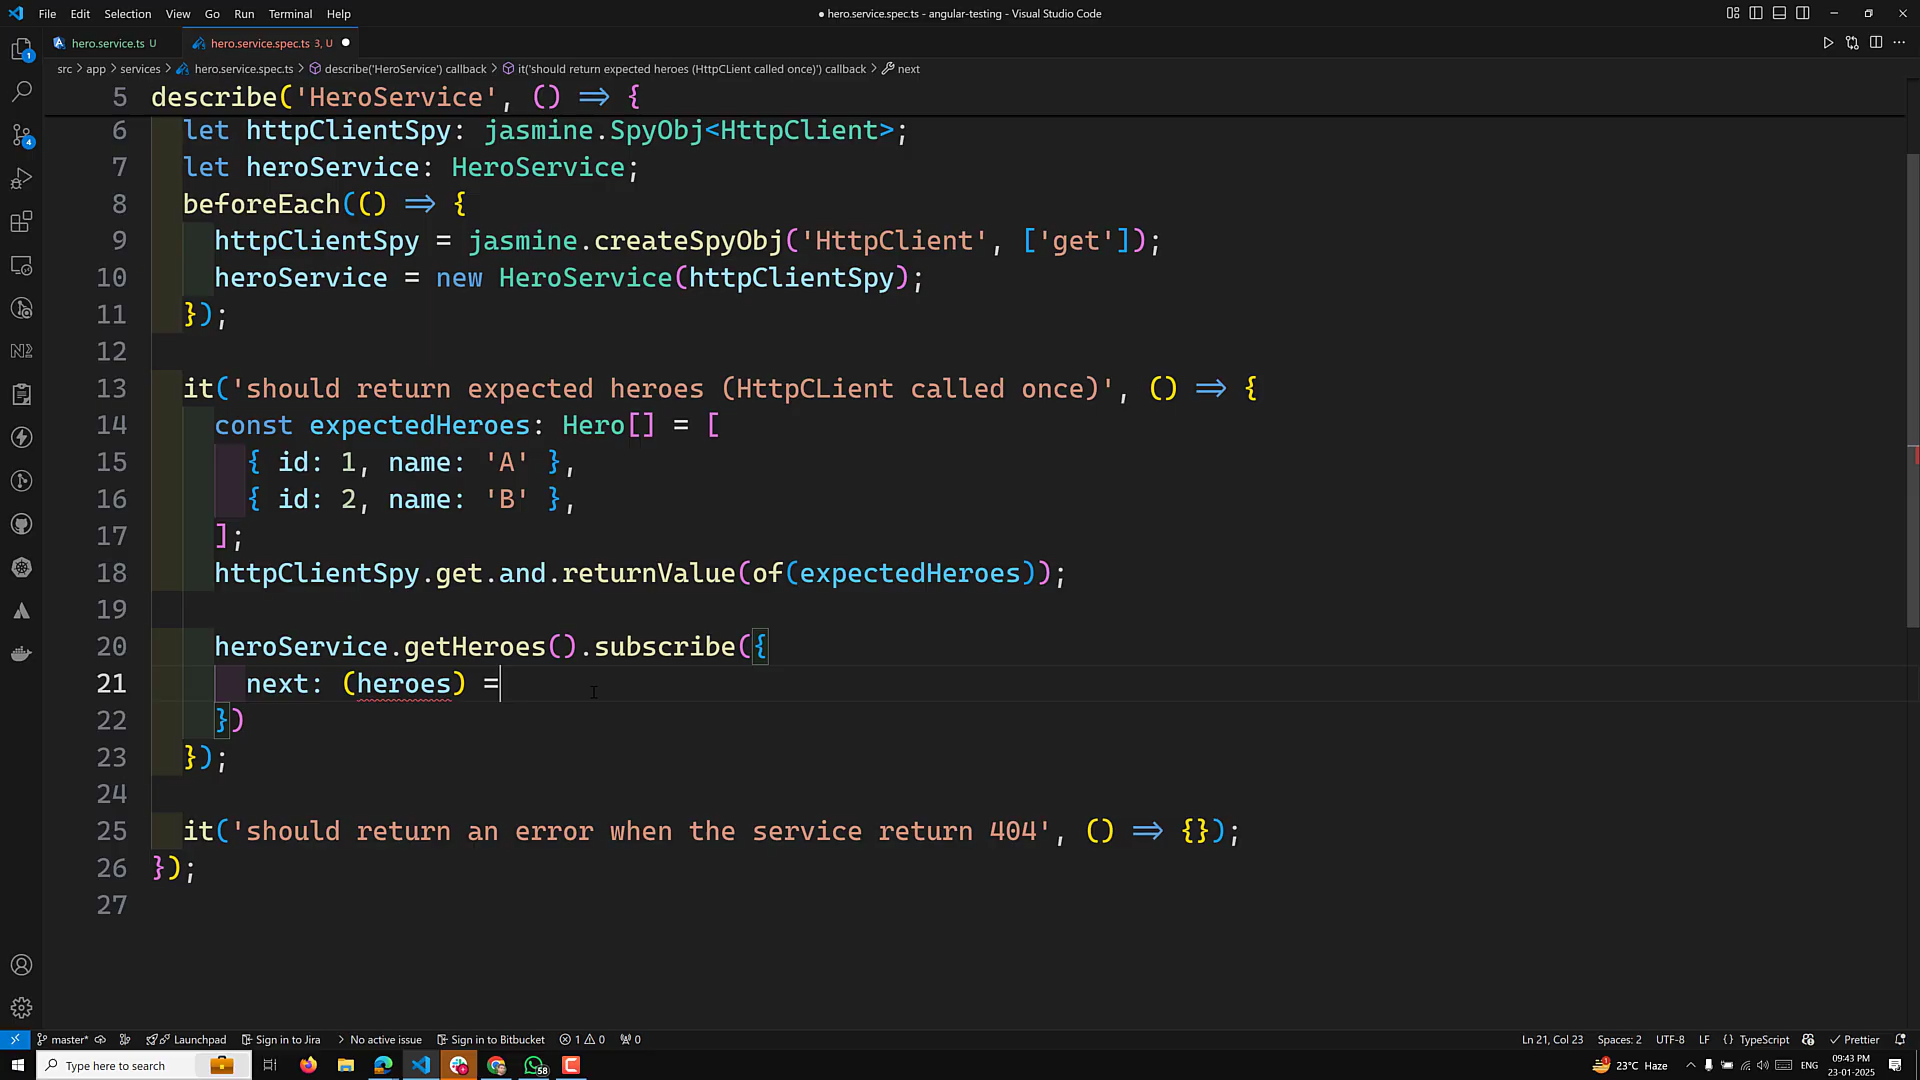 File Edit Selection View Go Run Terminal Help
● hero.service.spec.ts - angular-testing - Visual Studio Code
hero.service.ts U
hero.service.spec.ts 3, U ●
src > app > services > hero.service.spec.ts > describe('HeroService') callback > it('should return expected heroes (HttpCLient called once)') callback > next
5 describe('HeroService', () => {
6 let httpClientSpy: jasmine.SpyObj<HttpClient>;
7 let heroService: HeroService;
8 beforeEach(() => {
9 httpClientSpy = jasmine.createSpyObj('HttpClient', ['get']);
10 heroService = new HeroService(httpClientSpy);
11 });
12
13 it('should return expected heroes (HttpCLient called once)', () => {
14 const expectedHeroes: Hero[] = [
15 { id: 1, name: 'A' },
16 { id: 2, name: 'B' },
17 ];
18 httpClientSpy.get.and.returnValue(of(expectedHeroes));
19
20 heroService.getHeroes().subscribe({
21 next: (heroes) =
22 })
23 });
24
25 it('should return an error when the service return 404', () => {});
26 });
27
1
4
N2
master* Launchpad Sign in to Jira > No active issue Sign in to Bitbucket 1 0 0 Ln 21, Col 23 Spaces: 2 UTF-8 LF {} TypeScript Prettier
Type here to search
58
23°C Haze
ENG
09:43 PM
23-01-2025